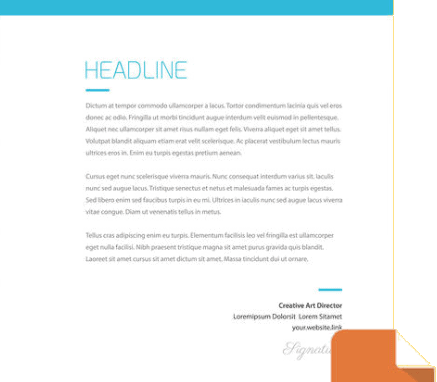 HEADLINE
Dictum at tempor commodo ullamcorper a lacus. Tortor condimentum lacinia quis vel eros
donec ac odio. Fringilla ut morbi tincidunt augue interdum velit euismod in pellentesque.
Aliquet nec ullamcorper sit amet risus nullam eget felis. Viverra aliquet eget sit amet tellus.
Volutpat blandit aliquam etiam erat velit scelerisque. Ac placerat vestibulum lectus mauris
ultrices eros in. Enim eu turpis egestas pretium aenean.
Cursus eget nunc scelerisque viverra mauris. Nunc consequat interdum varius sit. iaculis
nunc sed augue lacus. Tristique senectus et netus et malesuada fames ac turpis egestas.
Sed libero enim sed faucibus turpis in eu mi. Ultrices in iaculis nunc sed augue lacus viverra
vitae congue. Diam ut venenatis tellus in metus.
Tellus cras adipiscing enim eu turpis. Elementum facilisis leo vel fringilla est ullamcorper
eget nulla facilisi. Nibh praesent tristique magna sit amet purus gravida quis blandit.
Laoreet sit amet cursus sit amet dictum sit amet. Massa tincidunt dui ut ornare.
Creative Art Director
Loremipsum Dolorsit Lorem Sitamet
your.website.link